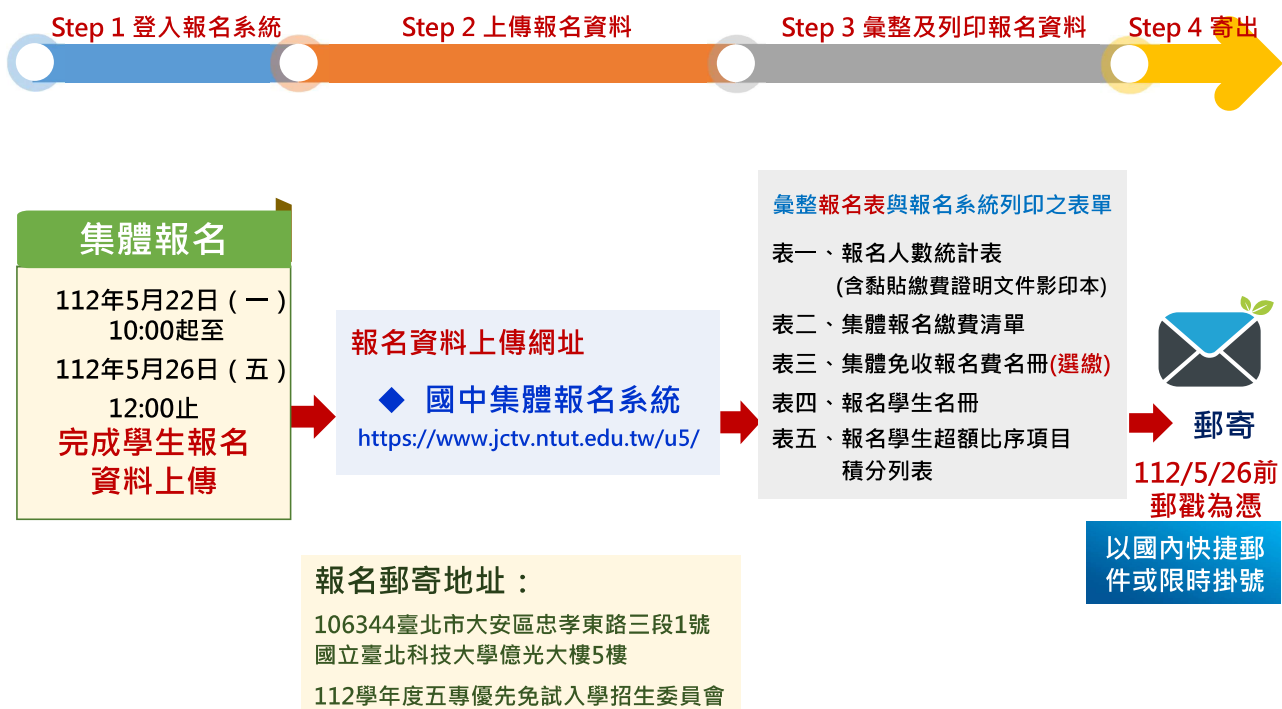 Step 1 登入報名系統
Step 2 上傳報名資料
Step 3 彙整及列印報名資料
Step 4 寄出
集體報名
112年5月22日（一）
10:00起至
112年5月26日（五）
12:00止
完成學生報名
資料上傳
報名資料上傳網址
◆ 國中集體報名系統
https://www.jctv.ntut.edu.tw/u5/
彙整報名表與報名系統列印之表單
表一、報名人數統計表
(含黏貼繳費證明文件影印本)
表二、集體報名繳費清單
表三、集體免收報名費名冊(選繳)
表四、報名學生名冊
表五、報名學生超額比序項目
積分列表
郵寄
112/5/26前
郵戳為憑
以國內快捷郵
件或限時掛號
報名郵寄地址：
106344臺北市大安區忠孝東路三段1號
國立臺北科技大學億光大樓5樓
112學年度五專優先免試入學招生委員會